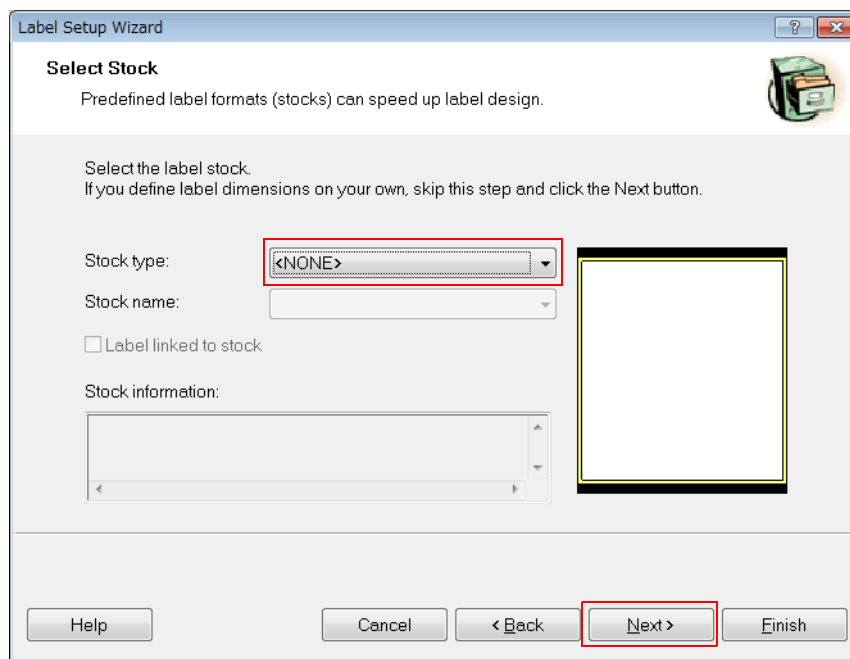 Label Setup Wizard
Select Stock
Predefined label formats (stocks) can speed up label design.
Select the label stock.
If you define label dimensions on your own, skip this step and click the Next button.
Stock type:
<NONE>
Stock name:
Label linked to stock
Stock information:
Help
Cancel
< Back
Next >
Finish